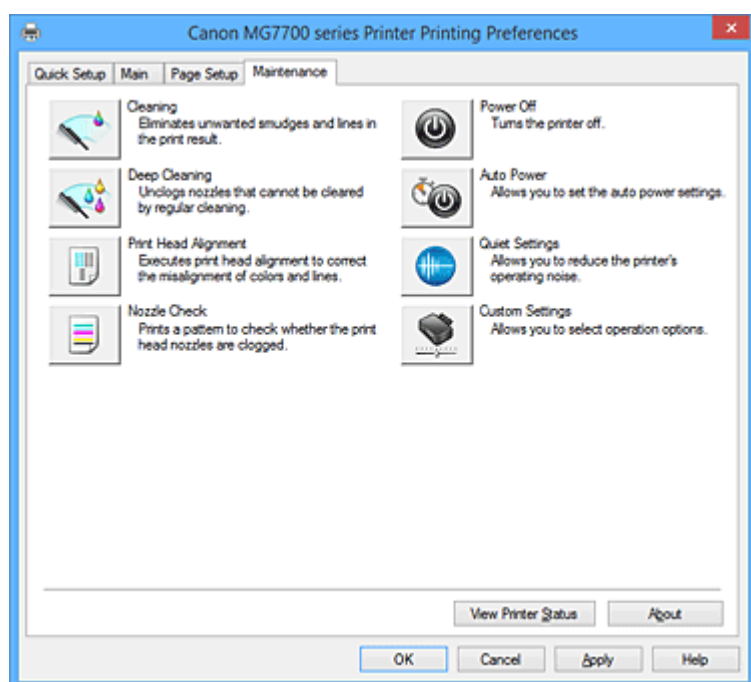 Canon MG7700 series Printer Printing Preferences
Quick Setup
Main
Page Setup
Maintenance
Cleaning
Eliminates unwanted smudges and lines in
the print result.
Deep Cleaning
Unclogs nozzles that cannot be cleared
by regular cleaning.
Print Head Alignment
Executes print head alignment to correct
the misalignment of colors and lines.
Nozzle Check
Prints a pattern to check whether the print
head nozzles are clogged.
Power Off
Turns the printer off.
Auto Power
Allows you to set the auto power settings.
Quiet Settings
Allows you to reduce the printer's
operating noise.
Custom Settings
Allows you to select operation options.
View Printer Status
About
OK
Cancel
Apply
Help